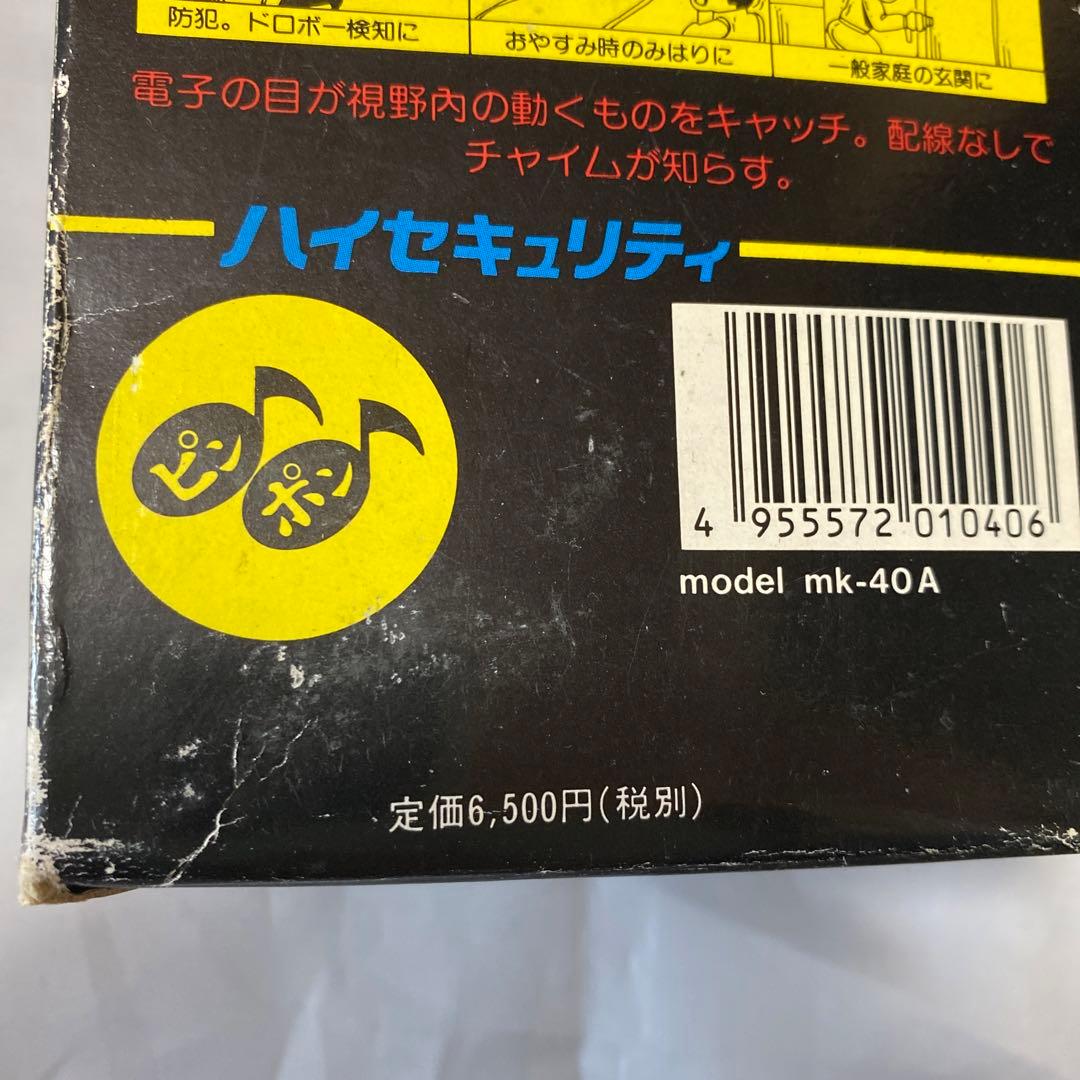 防犯。ドロボー検知に
おやすみ時のみはりに
一般家庭の玄関に
電子の目が視野内の動くものをキャッチ。配線なしで
チャイムが知らす。
ハイセキュリティ
ピン
ポン
4 955572 010406
model mk-40A
定価6,500円(税別)